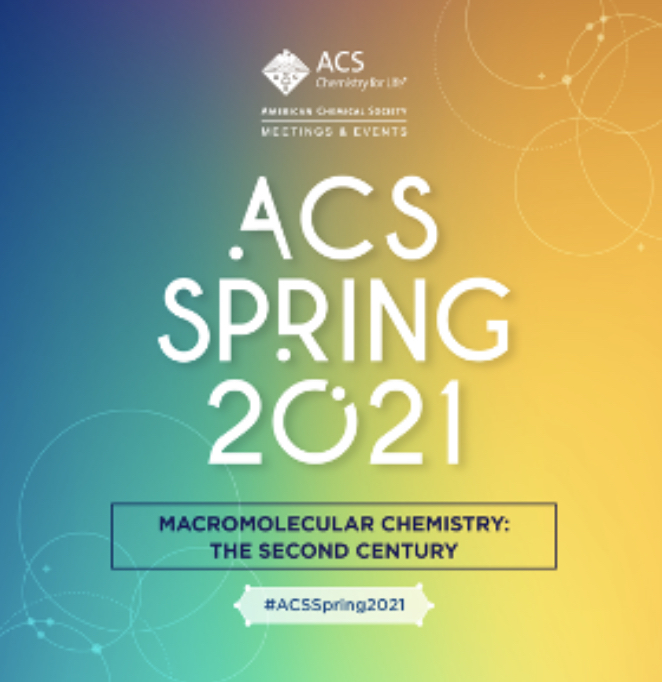 ACS
Chemistry for Life®
AMERICAN CHEMICAL SOCIETY
MEETINGS & EVENTS
ACS
SPRING
2021
MACROMOLECULAR CHEMISTRY:
THE SECOND CENTURY
#ACSSpring2021